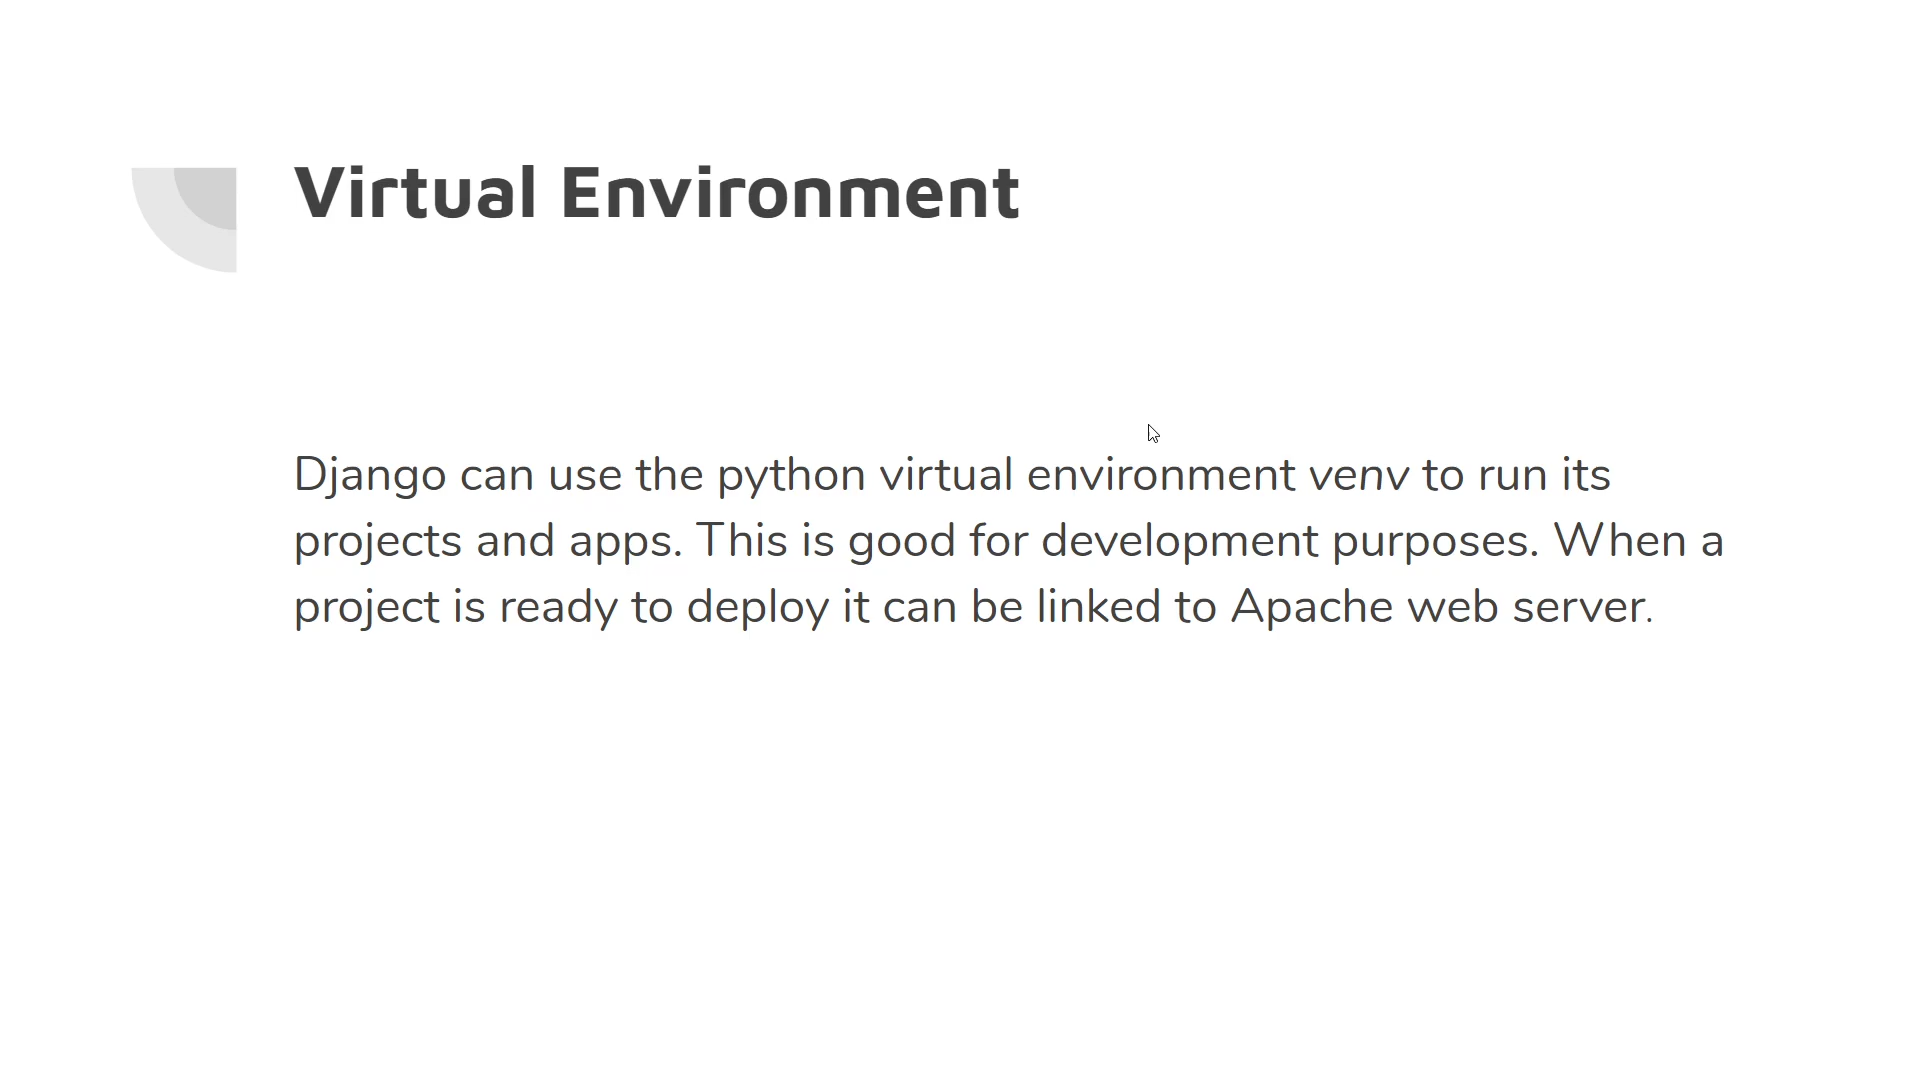 Virtual Environment
Django can use the python virtual environment venv to run its
projects and apps. This is good for development purposes. When a
project is ready to deploy it can be linked to Apache web server.